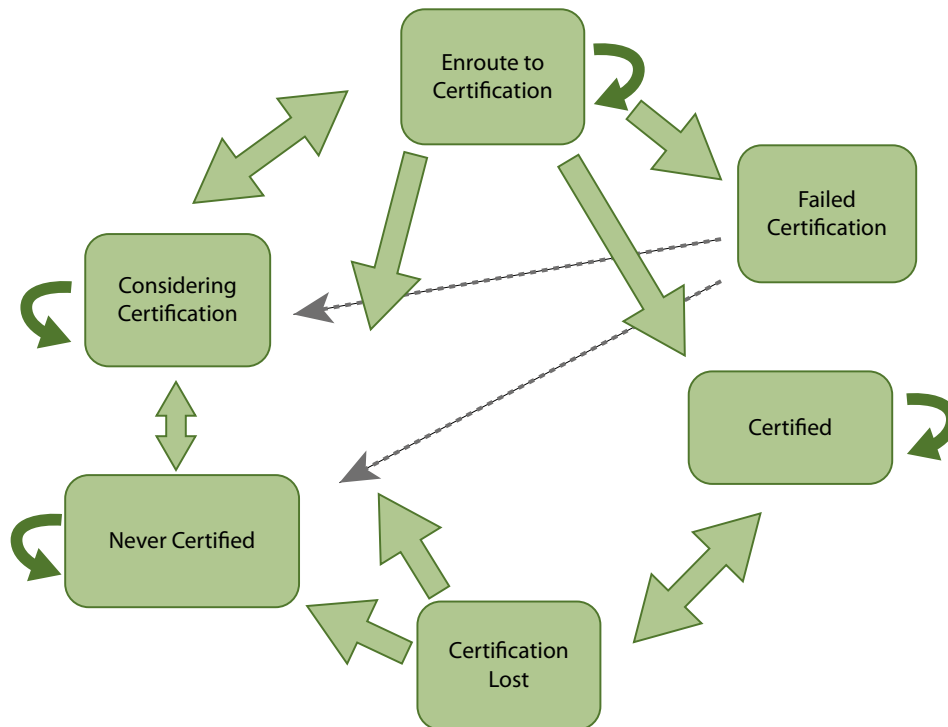 Enroute to
Certification
Failed
Certification
Considering
Certification
Certified
Never Certified
Certification
Lost